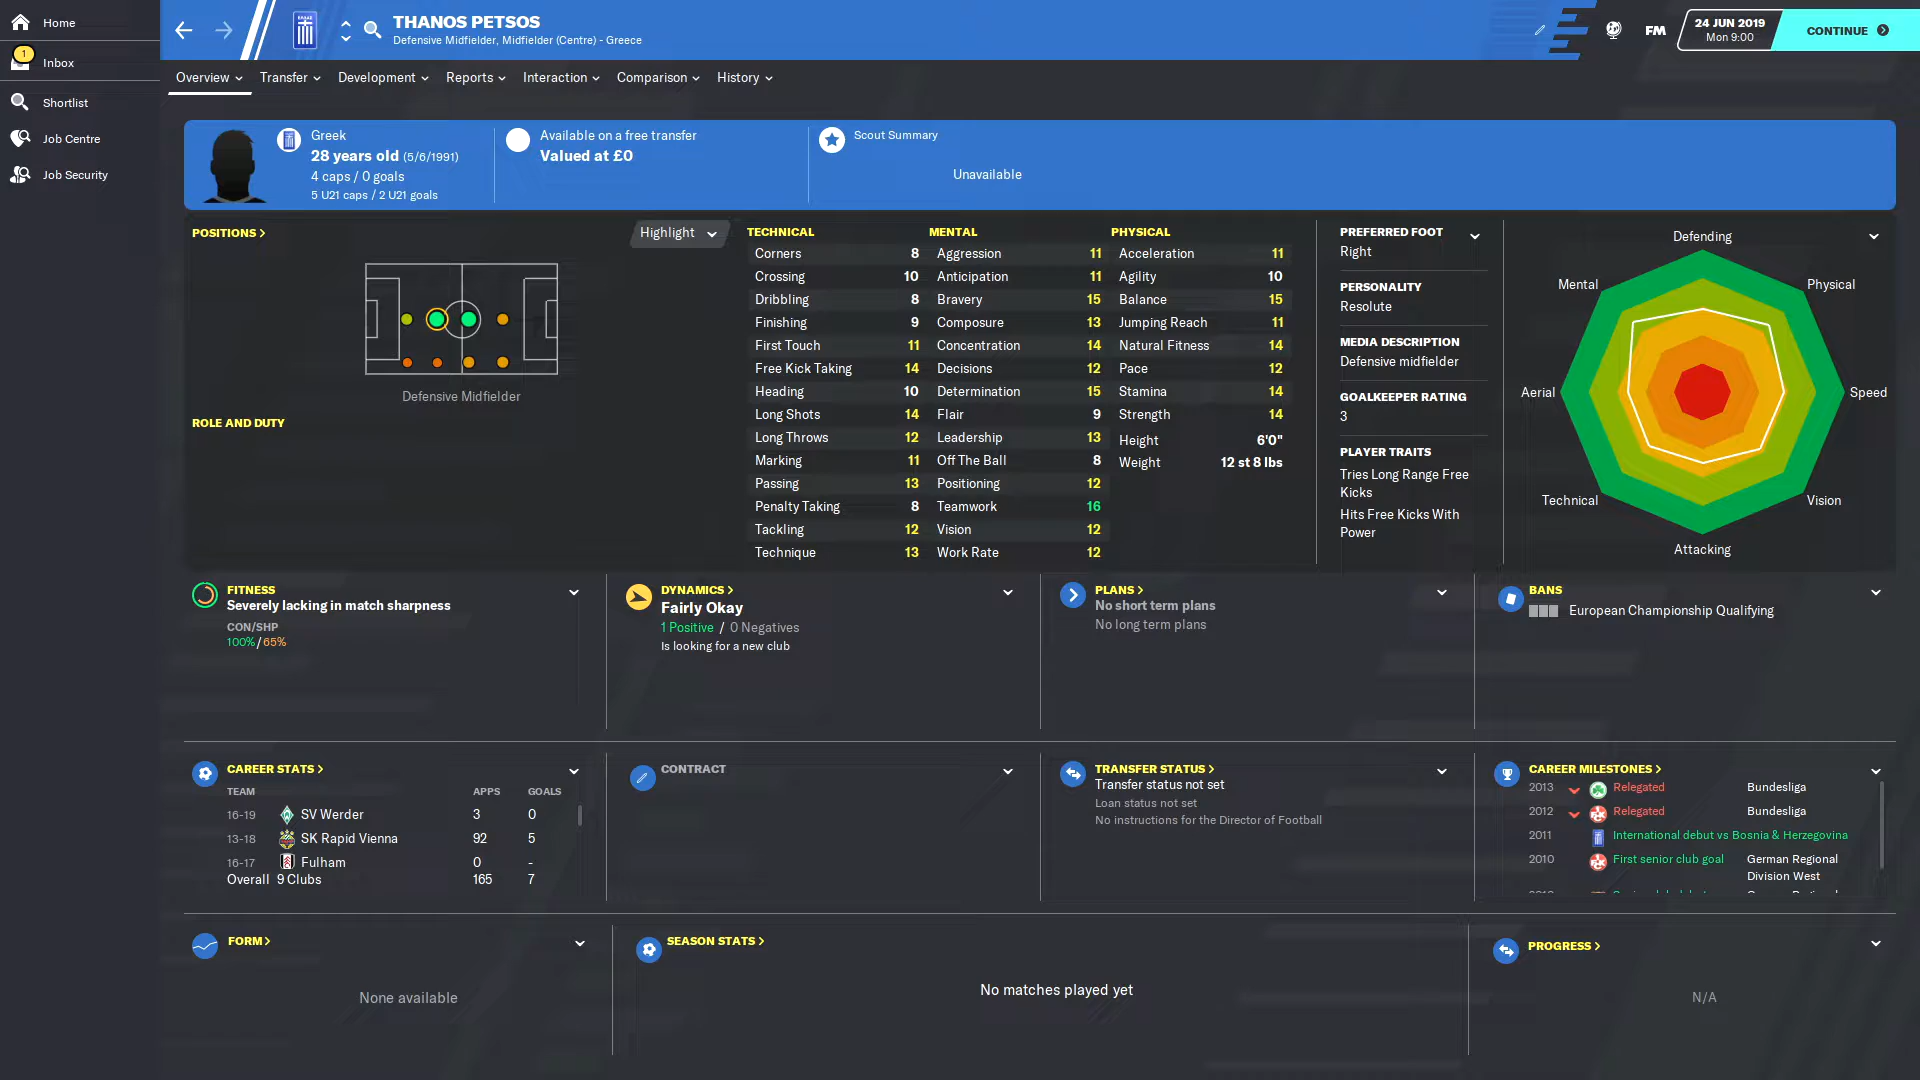 Home
1
Inbox
Shortlist
Job Centre
Job Security
THANOS PETSOS
Defensive Midfielder, Midfielder (Centre) - Greece
FM
24 JUN 2019
Mon 9:00
CONTINUE
Overview
Transfer
Development
Reports
Interaction
Comparison
History
Greek
28 years old (5/6/1991)
4 caps / 0 goals
5 U21 caps / 2 U21 goals
Available on a free transfer
Valued at £0
Scout Summary
Unavailable
POSITIONS >
Highlight
Defensive Midfielder
ROLE AND DUTY
TECHNICAL
Corners 8
Crossing 10
Dribbling 8
Finishing 9
First Touch 11
Free Kick Taking 14
Heading 10
Long Shots 14
Long Throws 12
Marking 11
Passing 13
Penalty Taking 8
Tackling 12
Technique 13
MENTAL
Aggression 11
Anticipation 11
Bravery 15
Composure 13
Concentration 14
Decisions 12
Determination 15
Flair 9
Leadership 13
Off The Ball 8
Positioning 12
Teamwork 16
Vision 12
Work Rate 12
PHYSICAL
Acceleration 11
Agility 10
Balance 15
Jumping Reach 11
Natural Fitness 14
Pace 12
Stamina 14
Strength 14
Height 6'0"
Weight 12 st 8 lbs
PREFERRED FOOT
Right
PERSONALITY
Resolute
MEDIA DESCRIPTION
Defensive midfielder
GOALKEEPER RATING
3
PLAYER TRAITS
Tries Long Range Free
Kicks
Hits Free Kicks With
Power
Defending
Mental
Physical
Aerial
Speed
Technical
Vision
Attacking
FITNESS
Severely lacking in match sharpness
CON/SHP
100%/65%
DYNAMICS >
Fairly Okay
1 Positive / 0 Negatives
Is looking for a new club
PLANS >
No short term plans
No long term plans
BANS
European Championship Qualifying
CAREER STATS >
TEAM APPS GOALS
16-19 SV Werder 3 0
13-18 SK Rapid Vienna 92 5
16-17 Fulham 0 -
Overall 9 Clubs 165 7
CONTRACT
TRANSFER STATUS >
Transfer status not set
Loan status not set
No instructions for the Director of Football
CAREER MILESTONES >
2013 Relegated Bundesliga
2012 Relegated Bundesliga
2011 International debut vs Bosnia & Herzegovina
2010 First senior club goal German Regional
Division West
FORM >
None available
SEASON STATS >
No matches played yet
PROGRESS >
N/A